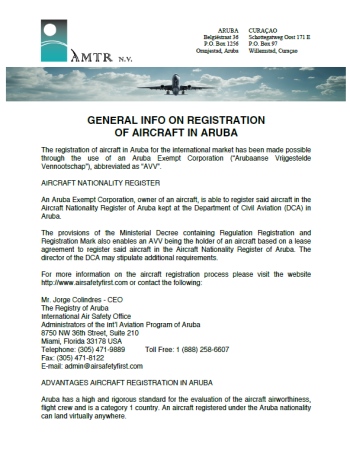 AMTR N.V.
ARUBA
Belgiëstraat 36
P.O. Box 1256
Oranjestad, Aruba
CURAÇAO
Schottegatweg Oost 171 E
P.O. Box 97
Willemstad, Curaçao
GENERAL INFO ON REGISTRATION
OF AIRCRAFT IN ARUBA
The registration of aircraft in Aruba for the international market has been made possible
through the use of an Aruba Exempt Corporation ("Arubaanse Vrijgestelde
Vennootschap"), abbreviated as "AVV".
AIRCRAFT NATIONALITY REGISTER
An Aruba Exempt Corporation, owner of an aircraft, is able to register said aircraft in the
Aircraft Nationality Register of Aruba kept at the Department of Civil Aviation (DCA) in
Aruba.
The provisions of the Ministerial Decree containing Regulation Registration and
Registration Mark also enables an AVV being the holder of an aircraft based on a lease
agreement to register said aircraft in the Aircraft Nationality Register of Aruba. The
director of the DCA may stipulate additional requirements.
For more information on the aircraft registration process please visit the website
http://www.airsafetyfirst.com or contact the following:
Mr. Jorge Colindres - CEO
The Registry of Aruba
International Air Safety Office
Administrators of the int'l Aviation Program of Aruba
8750 NW 36th Street, Suite 210
Miami, Florida 33178 USA
Telephone: (305) 471-9889 Toll Free: 1 (888) 258-6607
Fax: (305) 471-8122
E-mail: admin@airsafetyfirst.com
ADVANTAGES AIRCRAFT REGISTRATION IN ARUBA
Aruba has a high and rigorous standard for the evaluation of the aircraft airworthiness,
flight crew and is a category 1 country. An aircraft registered under the Aruba nationality
can land virtually anywhere.